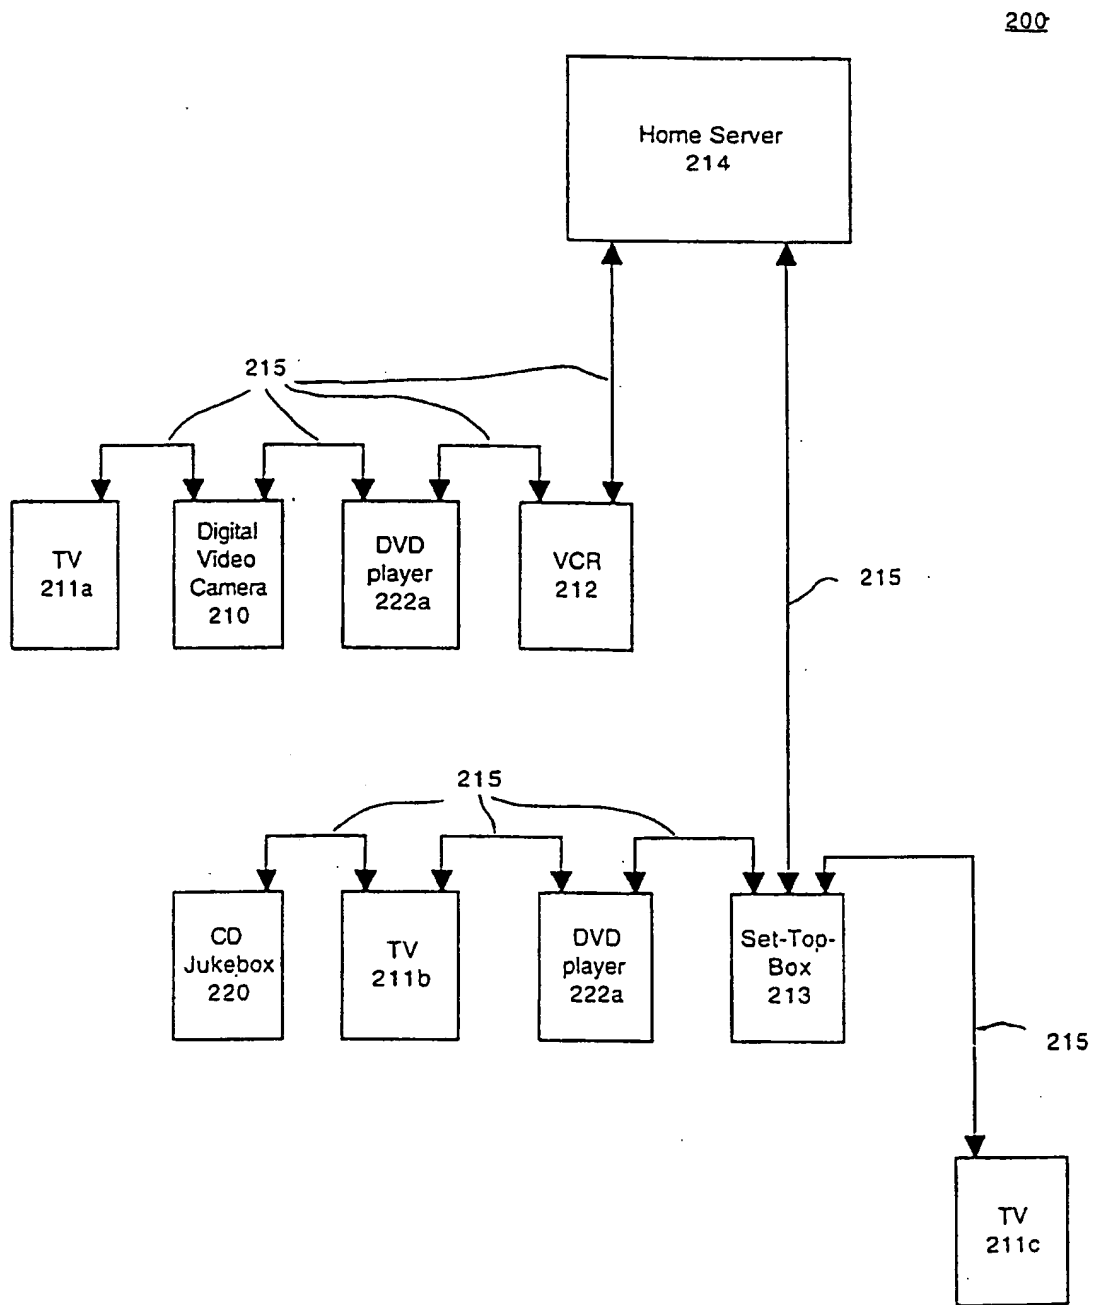 200
Home Server
214
215
TV
211a
Digital
Video
Camera
210
DVD
player
222a
VCR
212
215
215
CD
Jukebox
220
TV
211b
DVD
player
222a
Set-Top-
Box
213
215
TV
211c